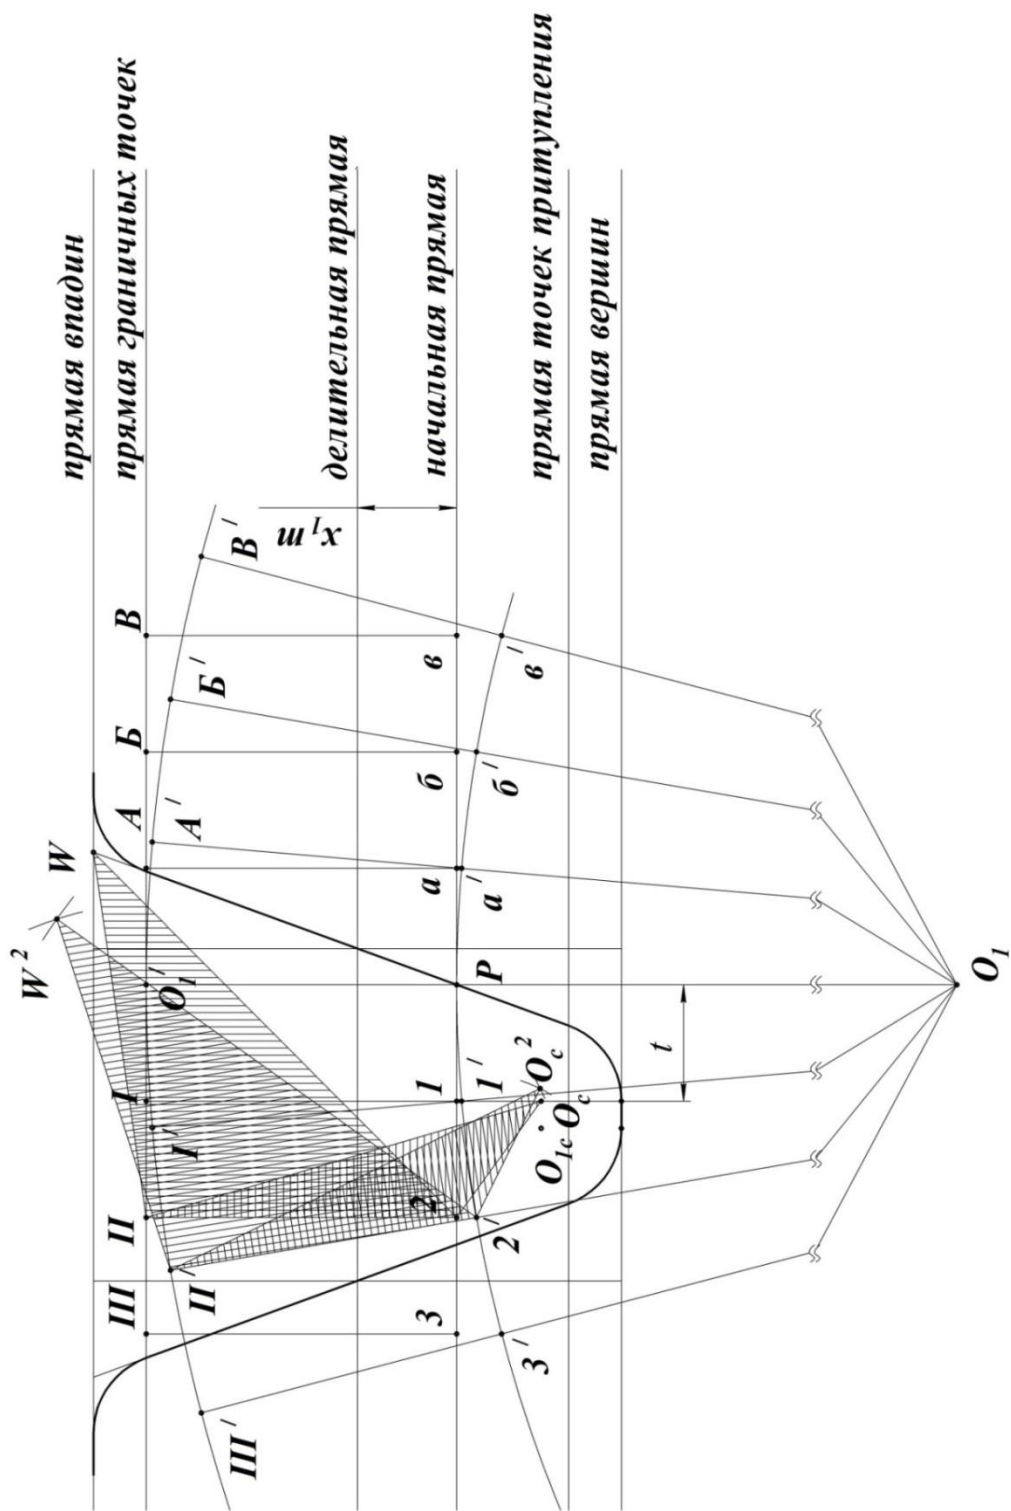 прямая впадин
прямая граничных точек
делительная прямая
начальная прямая
прямая точек притупления
прямая вершин
W²
W
III
II
I
O₁′
А
Б
В
III′
II′
I′
А′
Б′
В′
x₁m
3
2
1
P
а
б
в
3′
2′
1′
а′
б′
в′
O₁c
Oc
Oc²
t
O₁